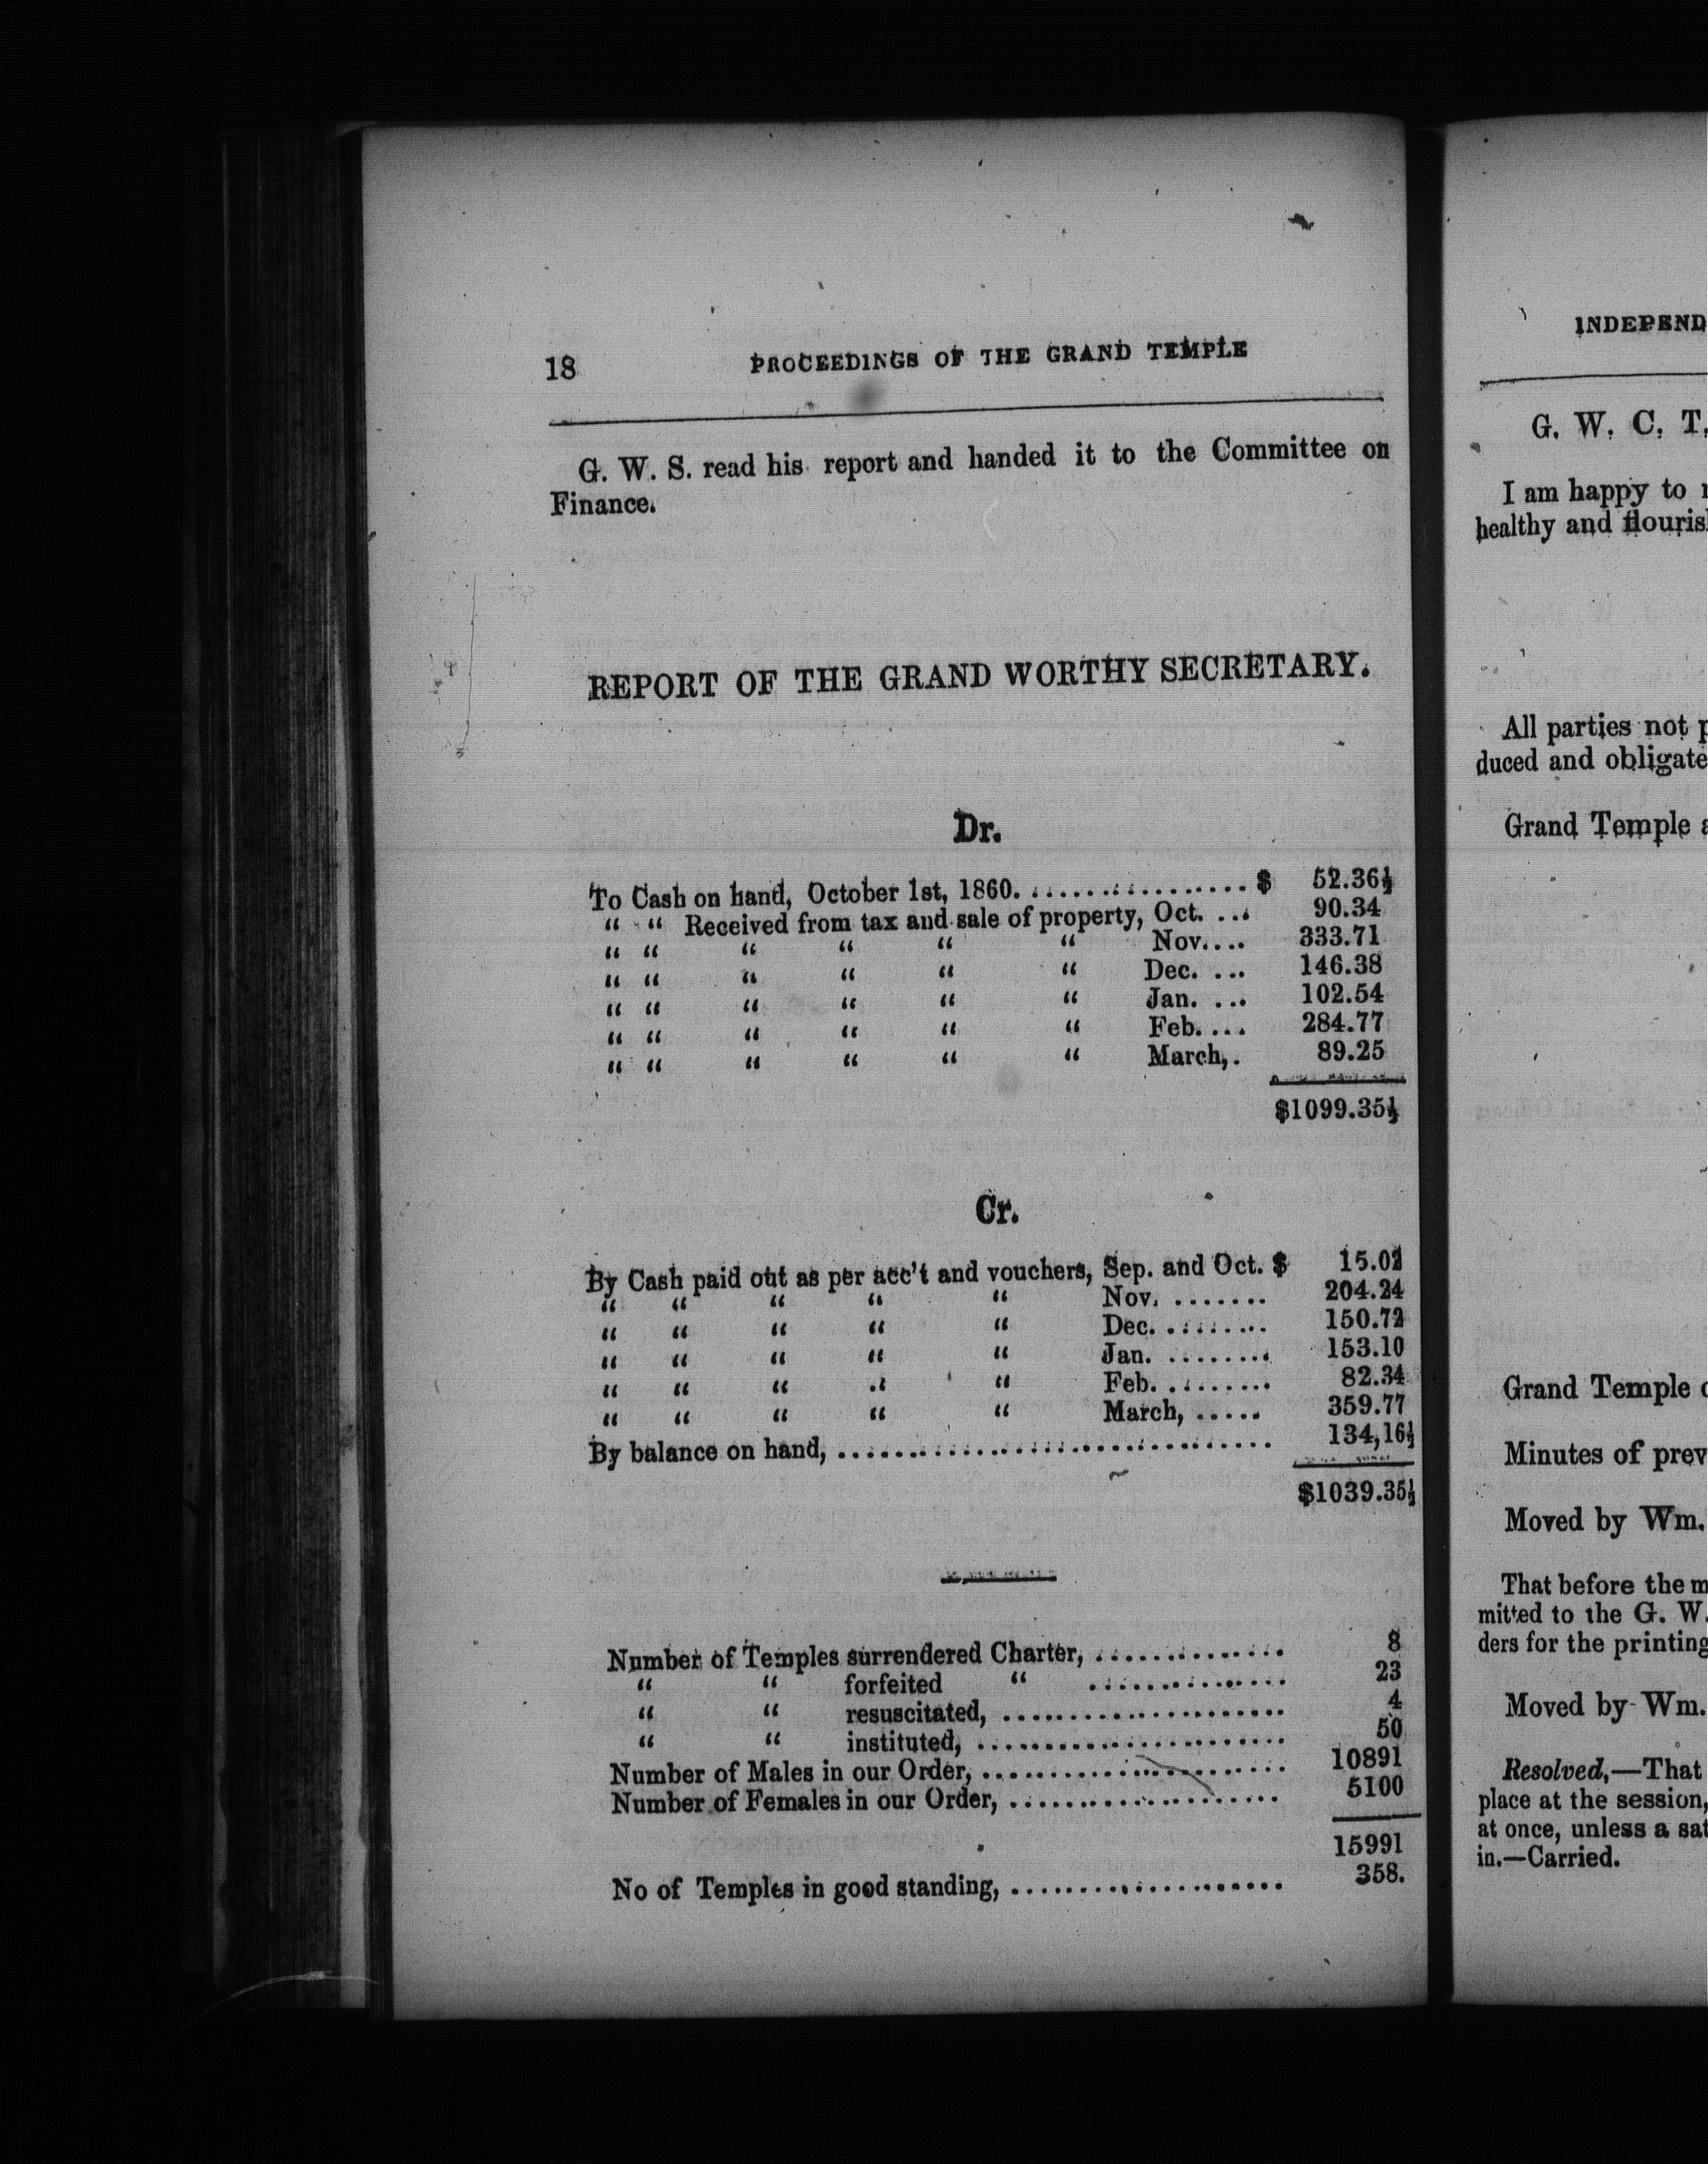 18 PROCEEDINGS OF THE GRAND TEMPLE
G. W. S. read his report and handed it to the Committee on
Finance.
REPORT OF THE GRAND WORTHY SECRETARY.
Dr.
To Cash on hand, October 1st, 1860. ................ $ 52.36½
“ “ Received from tax and sale of property, Oct. ... 90.34
“ “ “ “ “ “ Nov.... 333.71
“ “ “ “ “ “ Dec. ... 146.38
“ “ “ “ “ “ Jan. ... 102.54
“ “ “ “ “ “ Feb. ... 284.77
“ “ “ “ “ “ March,. 89.25
$1099.35½
Cr.
By Cash paid out as per acc't and vouchers, Sep. and Oct. $ 15.02
“ “ “ “ “ Nov. ....... 204.24
“ “ “ “ “ Dec. ........ 150.72
“ “ “ “ “ Jan. ........ 153.10
“ “ “ “ “ Feb. ........ 82.34
“ “ “ “ “ March, ..... 359.77
By balance on hand, ................................ 134,16½
$1039.35½
Number of Temples surrendered Charter, .............. 8
“ “ forfeited “ ............... 23
“ “ resuscitated, ..................... 4
“ “ instituted, ....................... 50
Number of Males in our Order, ....................... 10891
Number of Females in our Order, .................... 5100
15991
No of Temples in good standing, .................... 358.
INDEPEND
G. W. C. T.
I am happy to
healthy and flouris
All parties not p
duced and obligate
Grand Temple
Grand Temple
Minutes of prev
Moved by Wm.
That before the m
mitted to the G. W.
ders for the printing
Moved by Wm.
Resolved,—That
place at the session,
at once, unless a sat
in.—Carried.